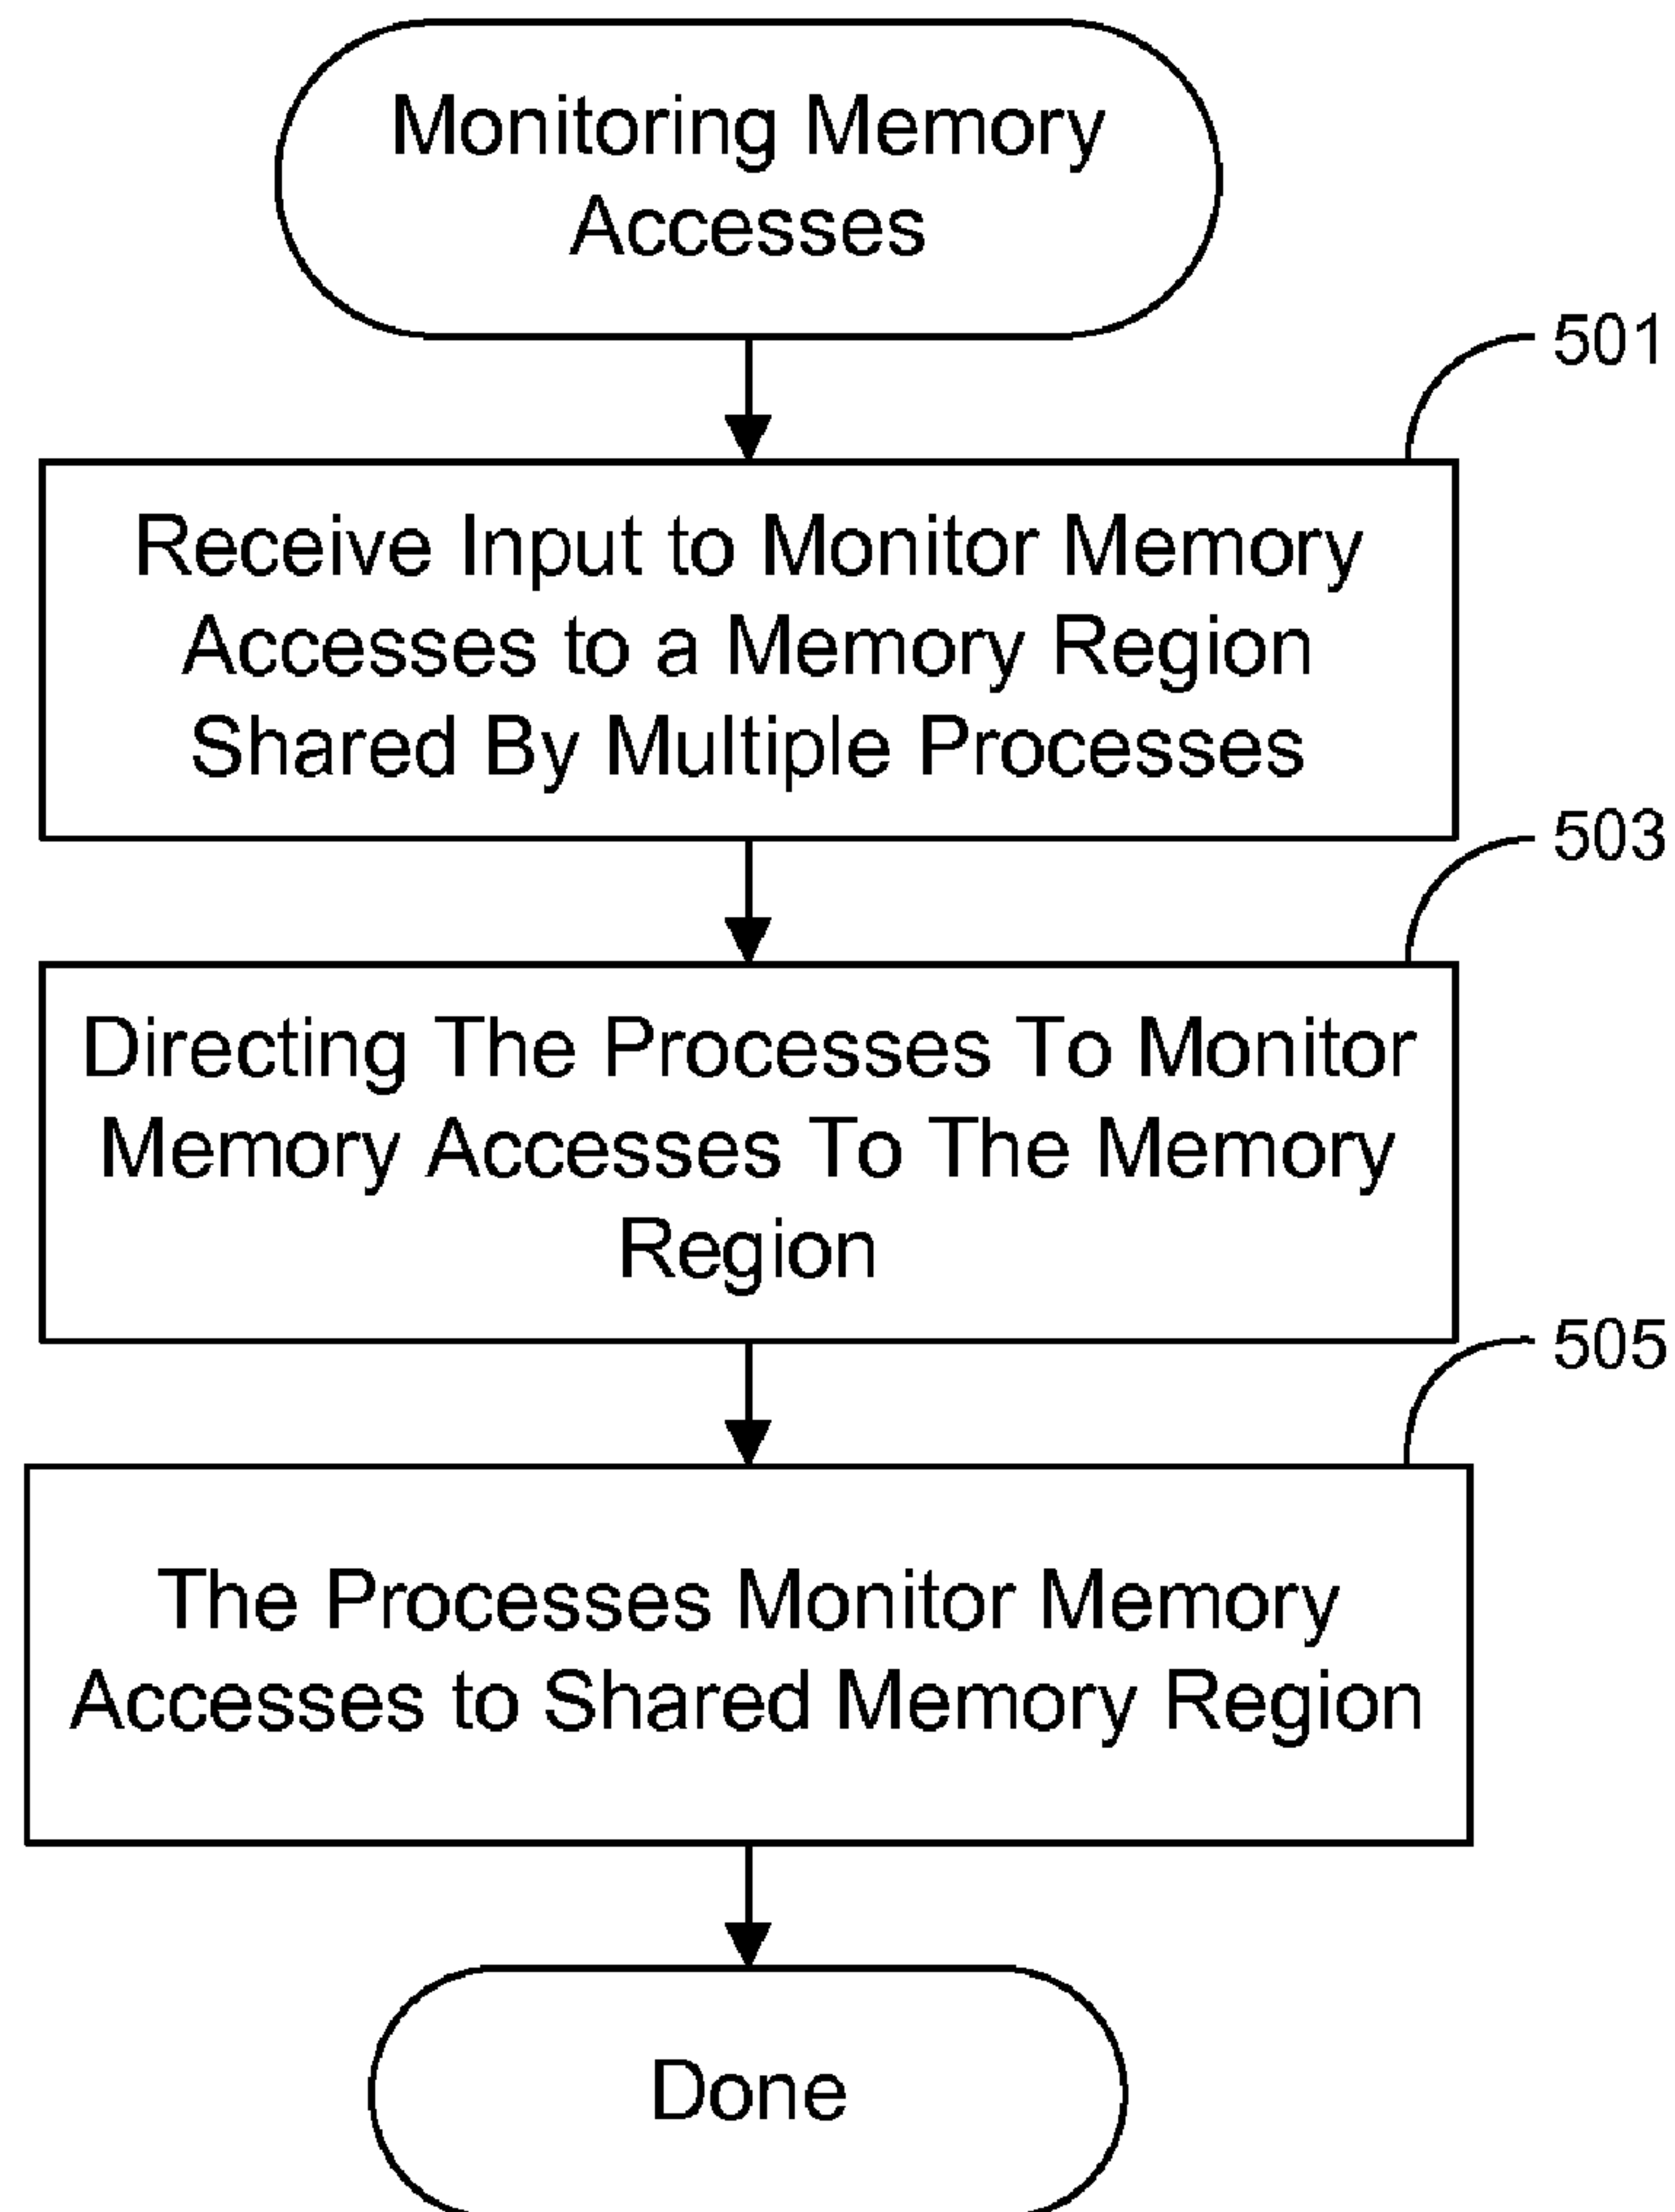 Monitoring Memory
Accesses
501
Receive Input to Monitor Memory
Accesses to a Memory Region
Shared By Multiple Processes
503
Directing The Processes To Monitor
Memory Accesses To The Memory
Region
505
The Processes Monitor Memory
Accesses to Shared Memory Region
Done